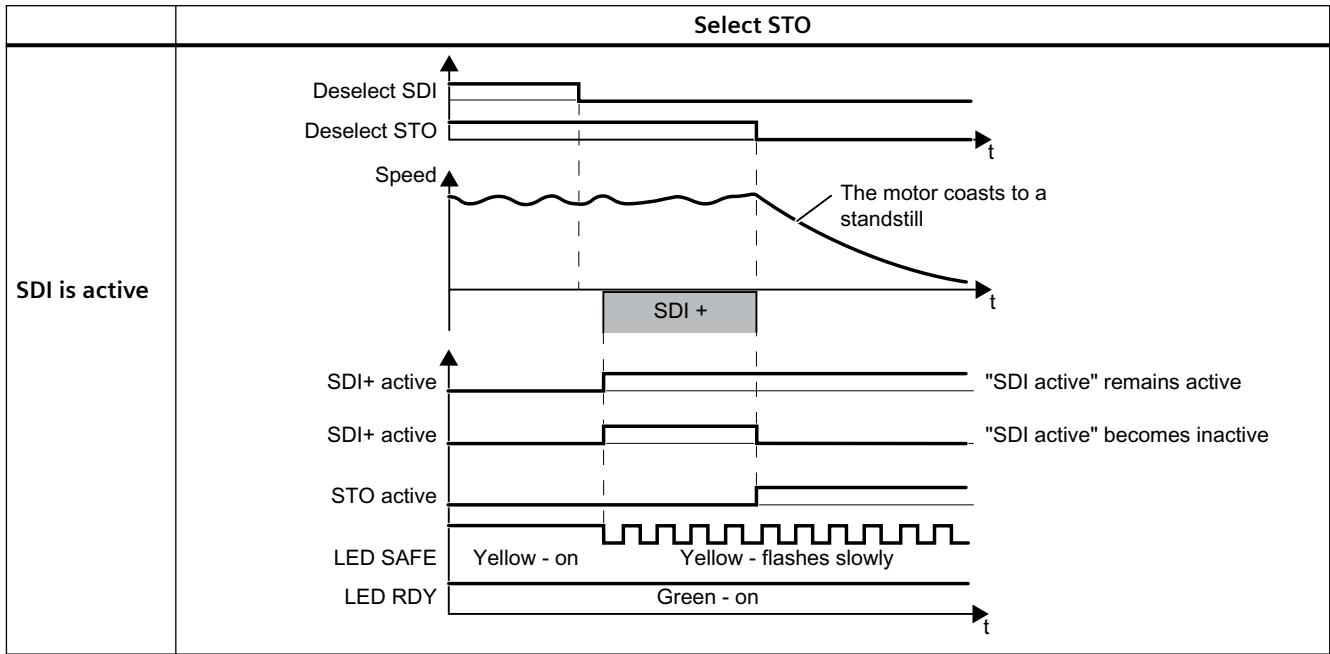 Select STO
SDI is active
Deselect SDI
Deselect STO
t
Speed
The motor coasts to a
standstill
t
SDI +
SDI+ active
"SDI active" remains active
SDI+ active
"SDI active" becomes inactive
STO active
LED SAFE
Yellow - on
Yellow - flashes slowly
LED RDY
Green - on
t